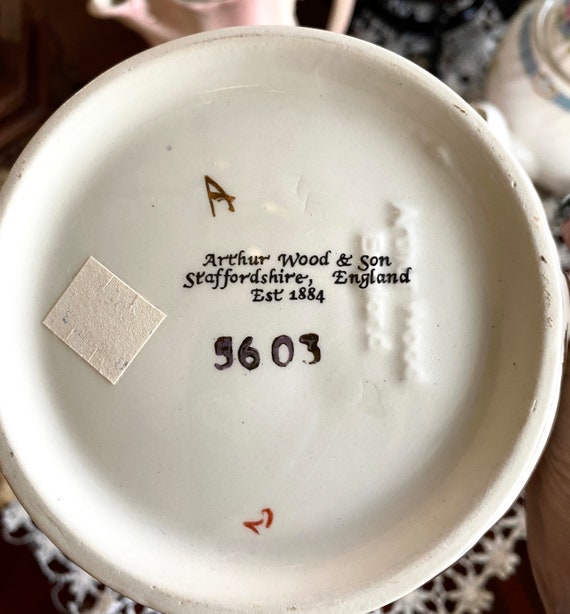 A
Arthur Wood & Son
Staffordshire, England
Est 1884
5603